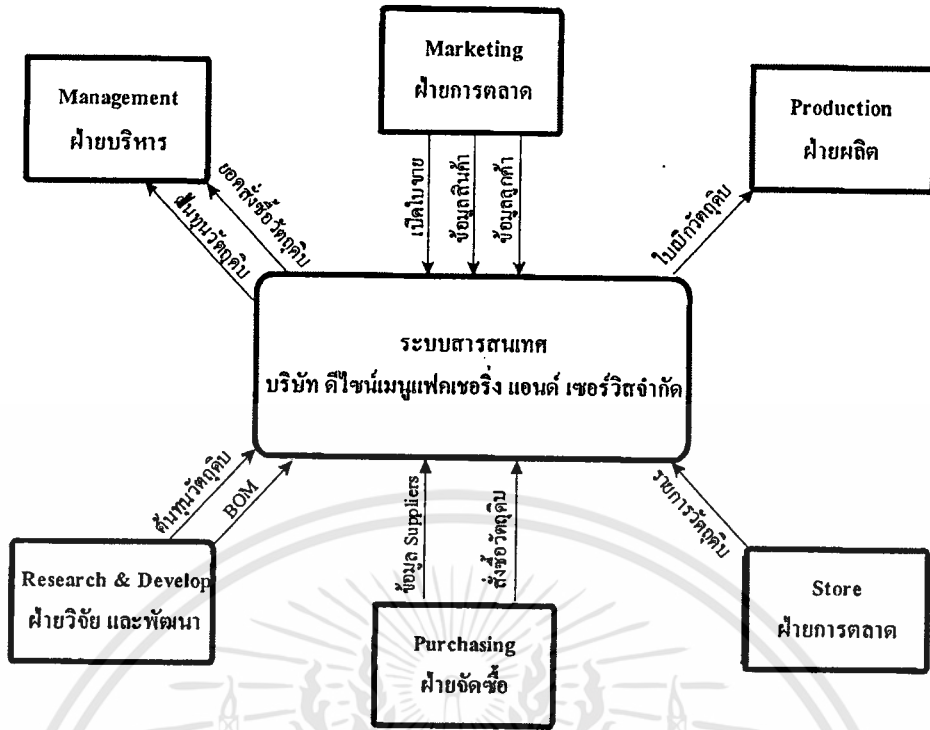 Marketing
ฝ่ายการตลาด
Management
ฝ่ายบริหาร
Production
ฝ่ายผลิต
ต้นทุนวัตถุดิบ
ยอดสั่งซื้อวัตถุดิบ
เปิดใบขาย
ข้อมูลสินค้า
ข้อมูลลูกค้า
ใบเบิกวัตถุดิบ
ระบบสารสนเทศ
บริษัท ดีไซน์เมนูแฟคเชอริ่ง แอนด์ เซอร์วิสจำกัด
ต้นทุนวัตถุดิบ
BOM
ข้อมูล Suppliers
สั่งซื้อวัตถุดิบ
รายการวัตถุดิบ
Research & Develop
ฝ่ายวิจัย และพัฒนา
Purchasing
ฝ่ายจัดซื้อ
Store
ฝ่ายการตลาด